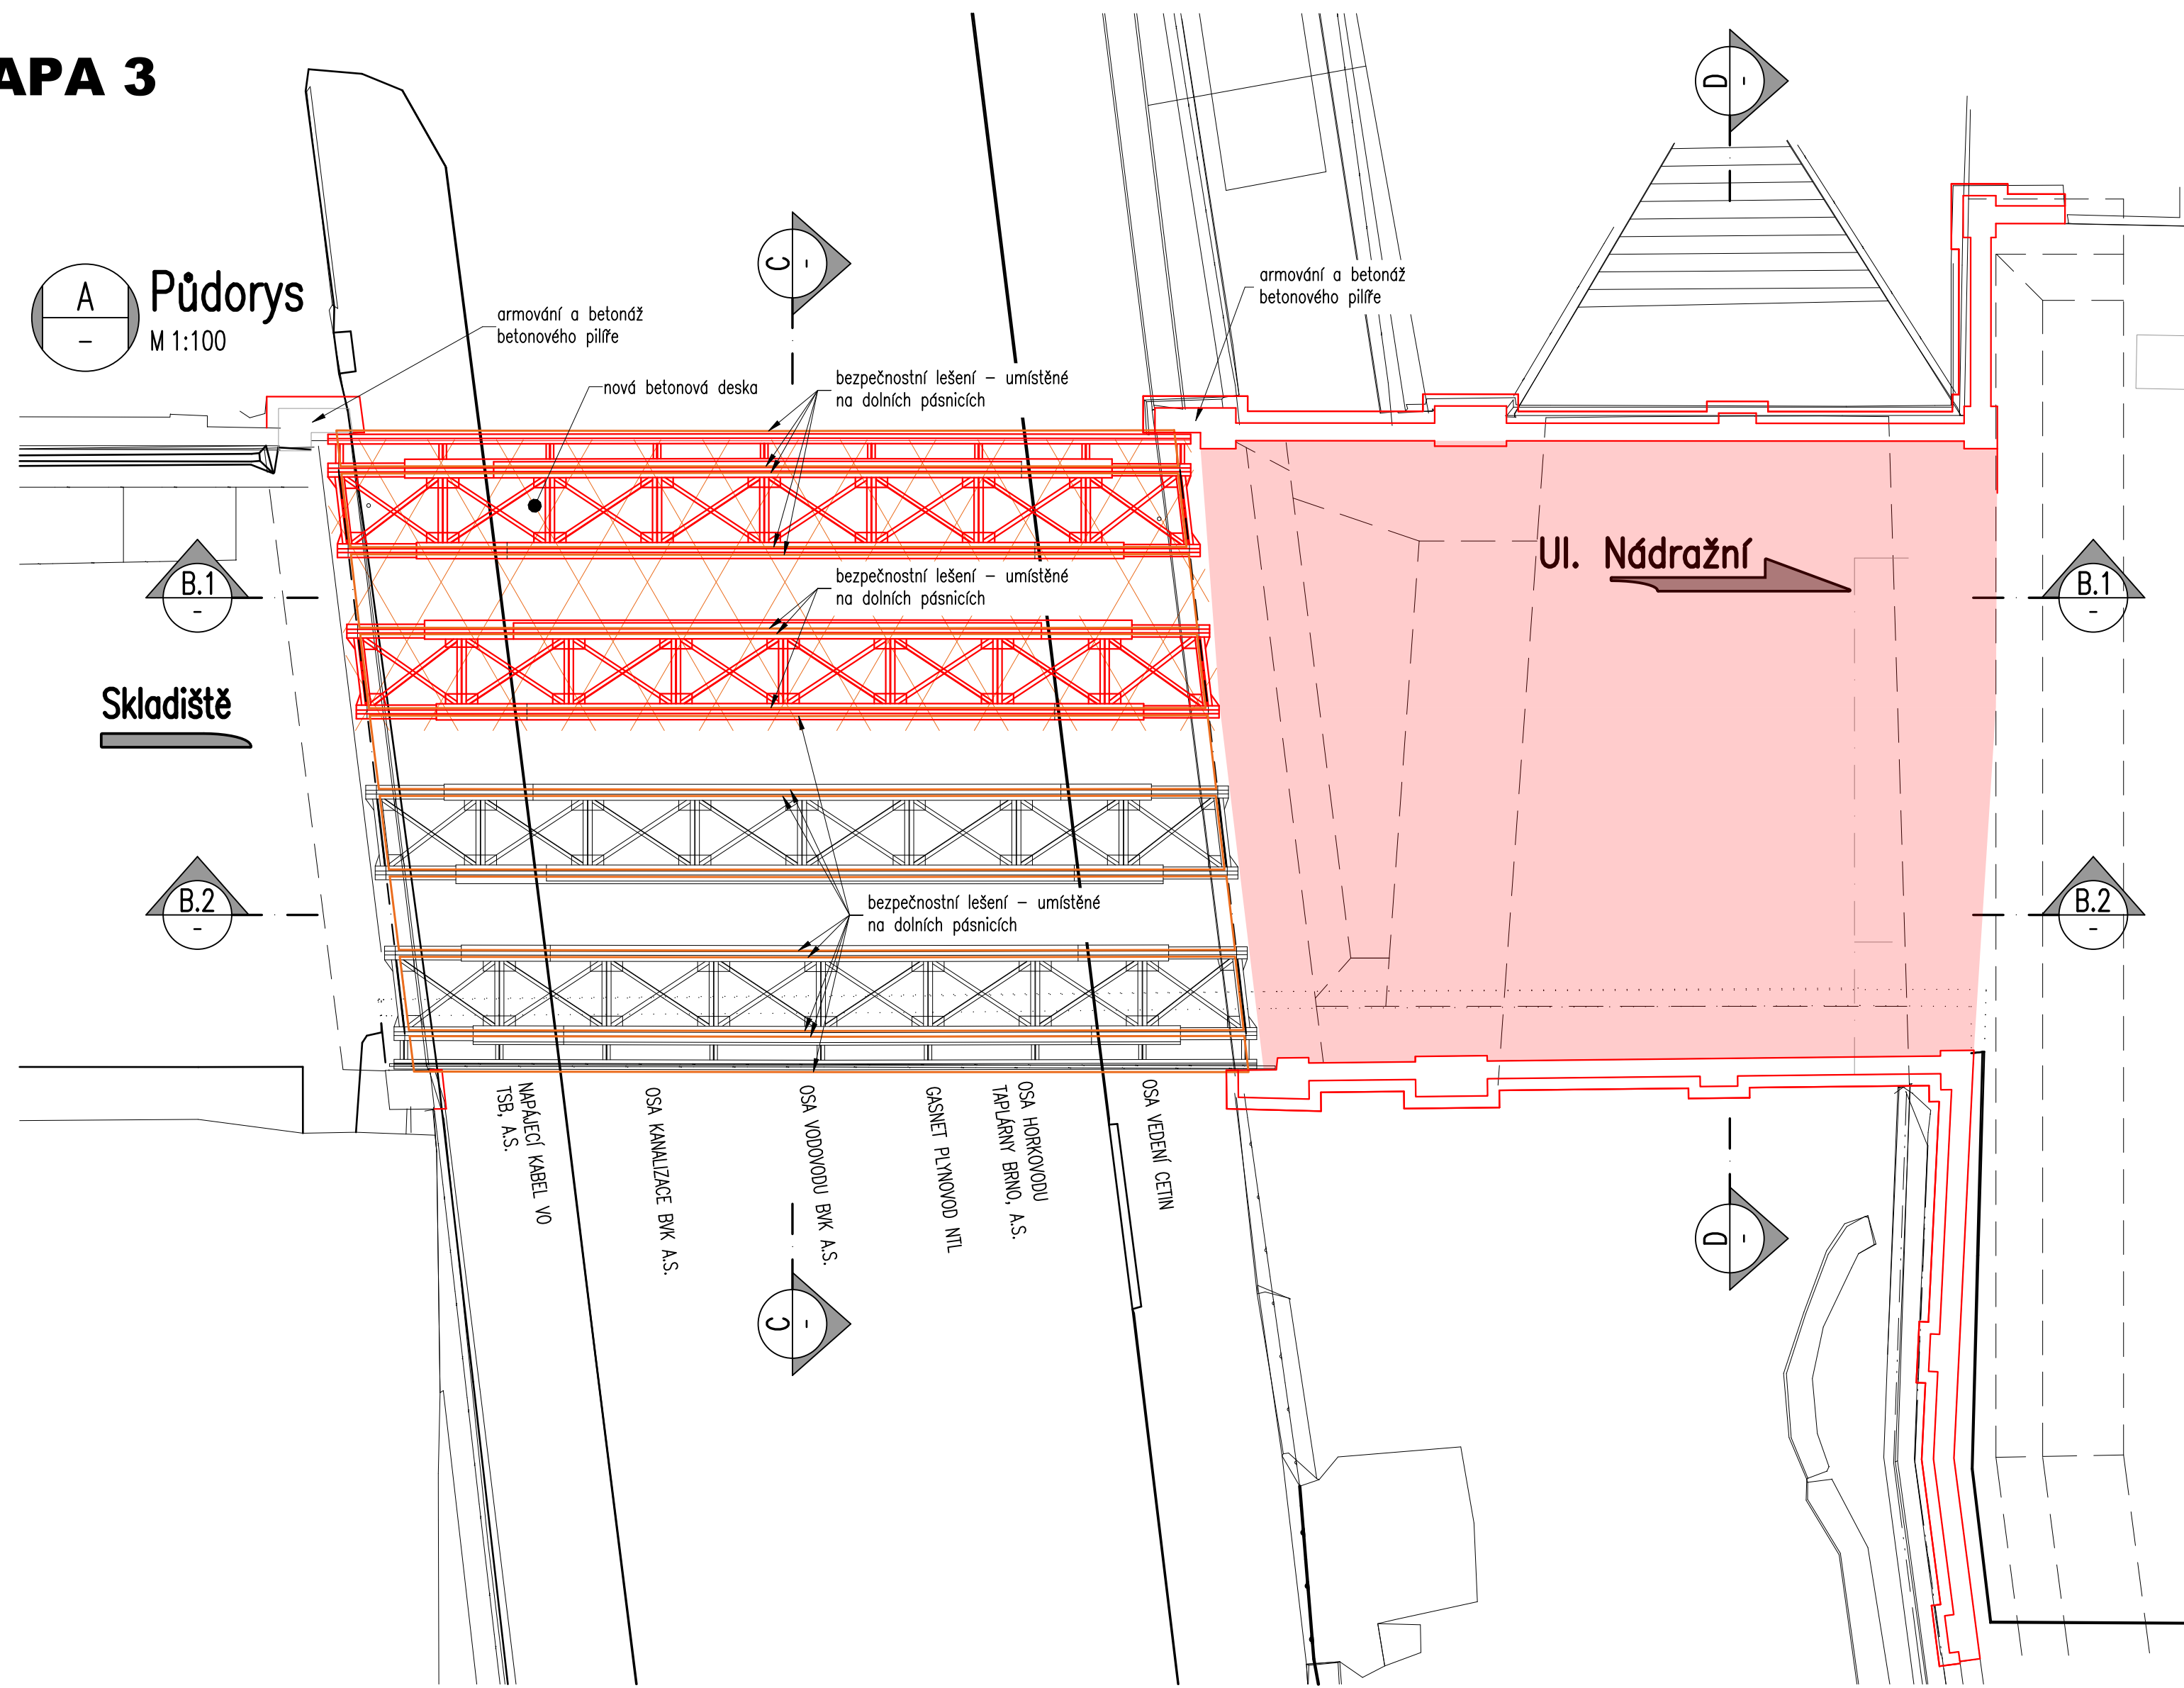 APA 3
D
-
A
-
Půdorys
M 1:100
C
-
armování a betonáž
betonového pilíře
armování a betonáž
betonového pilíře
nová betonová deska
bezpečnostní lešení – umístěné
na dolních pásnicích
Ul. Nádražní
B.1
-
bezpečnostní lešení – umístěné
na dolních pásnicích
B.1
-
Skladiště
B.2
-
bezpečnostní lešení – umístěné
na dolních pásnicích
B.2
-
NAPÁJECÍ KABEL VO
TSB, A.S.
OSA KANALIZACE BVK A.S.
OSA VODOVODU BVK A.S.
GASNET PLYNOVOD NTL
OSA HORKOVODU
TAPLÁRNY BRNO, A.S.
OSA VEDENÍ CETIN
D
-
C
-